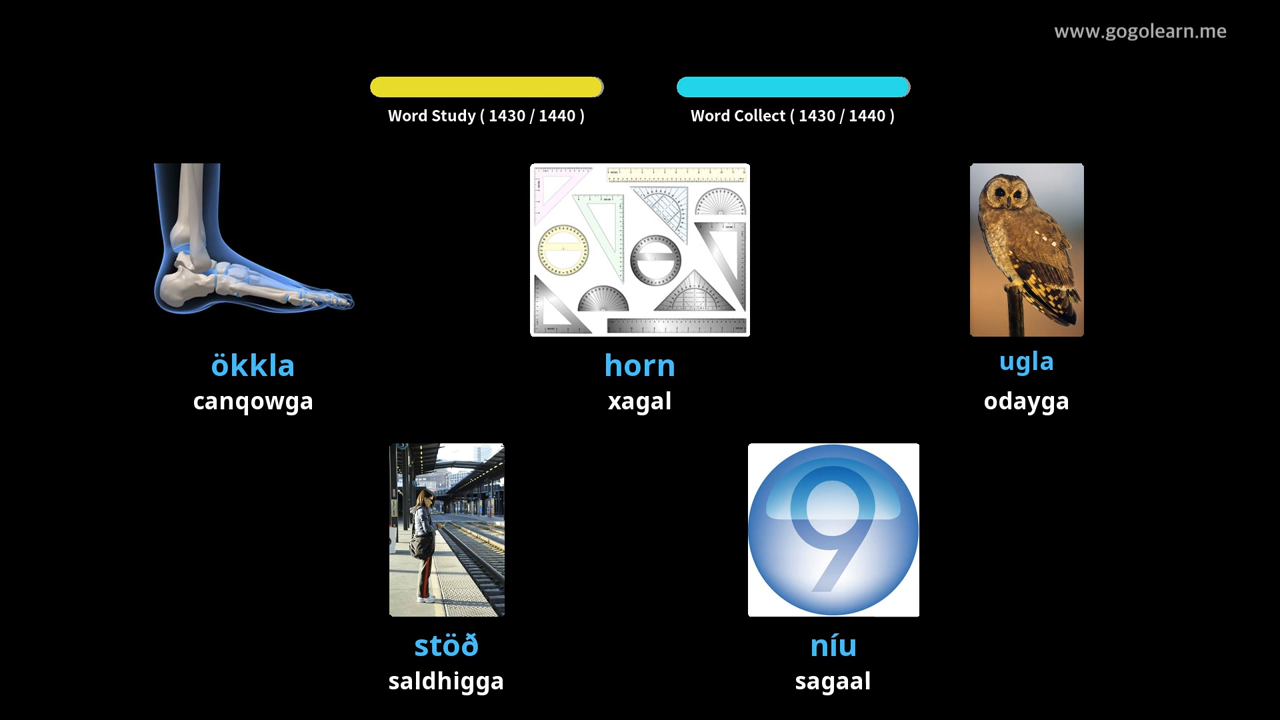 www.gogolearn.me
Word Study ( 1430 / 1440 )
Word Collect ( 1430 / 1440 )
ökkla
canqowga
horn
xagal
ugla
odayga
stöð
saldhigga
9
níu
sagaal